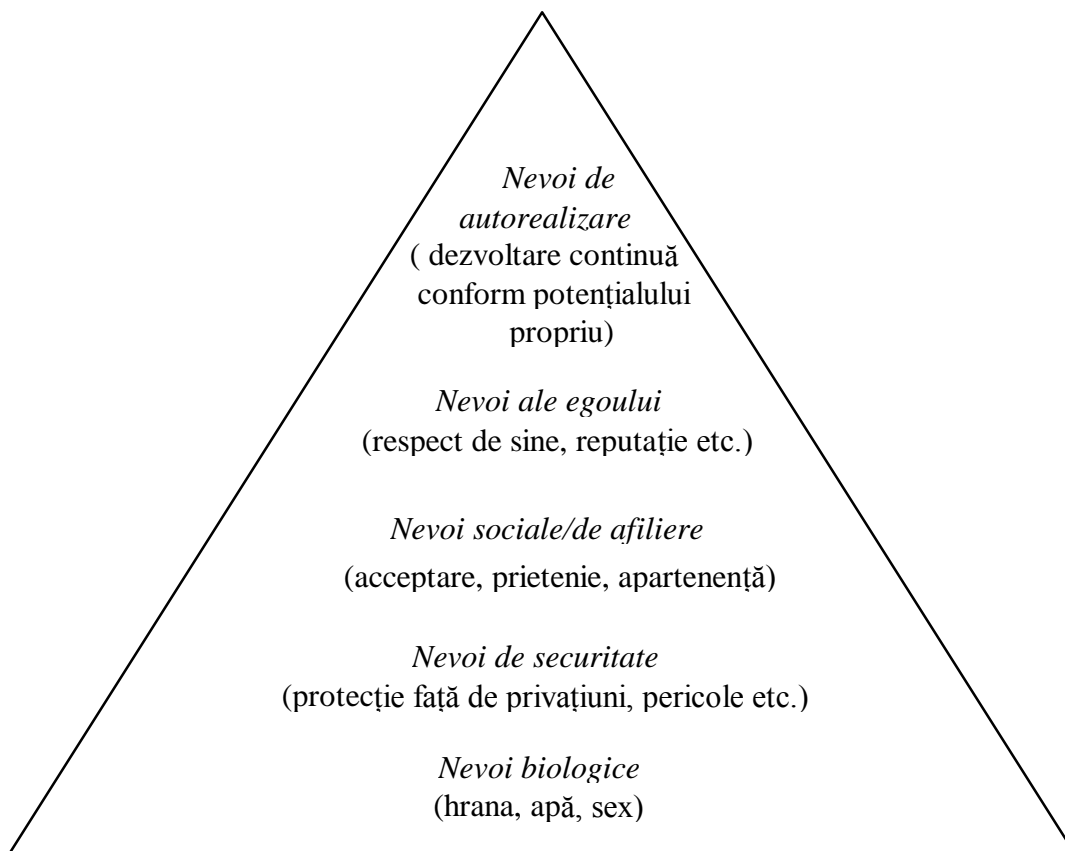 Nevoi de
autorealizare
( dezvoltare continuă
conform potențialului
propriu)
Nevoi ale egoului
(respect de sine, reputație etc.)
Nevoi sociale/de afiliere
(acceptare, prietenie, apartenență)
Nevoi de securitate
(protecție față de privațiuni, pericole etc.)
Nevoi biologice
(hrana, apă, sex)